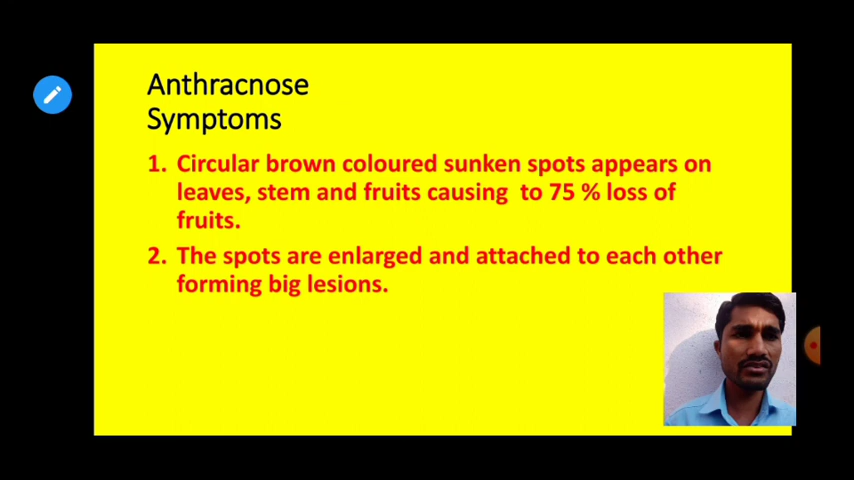 Anthracnose
Symptoms
1. Circular brown coloured sunken spots appears on
leaves, stem and fruits causing to 75 % loss of
fruits.
2. The spots are enlarged and attached to each other
forming big lesions.